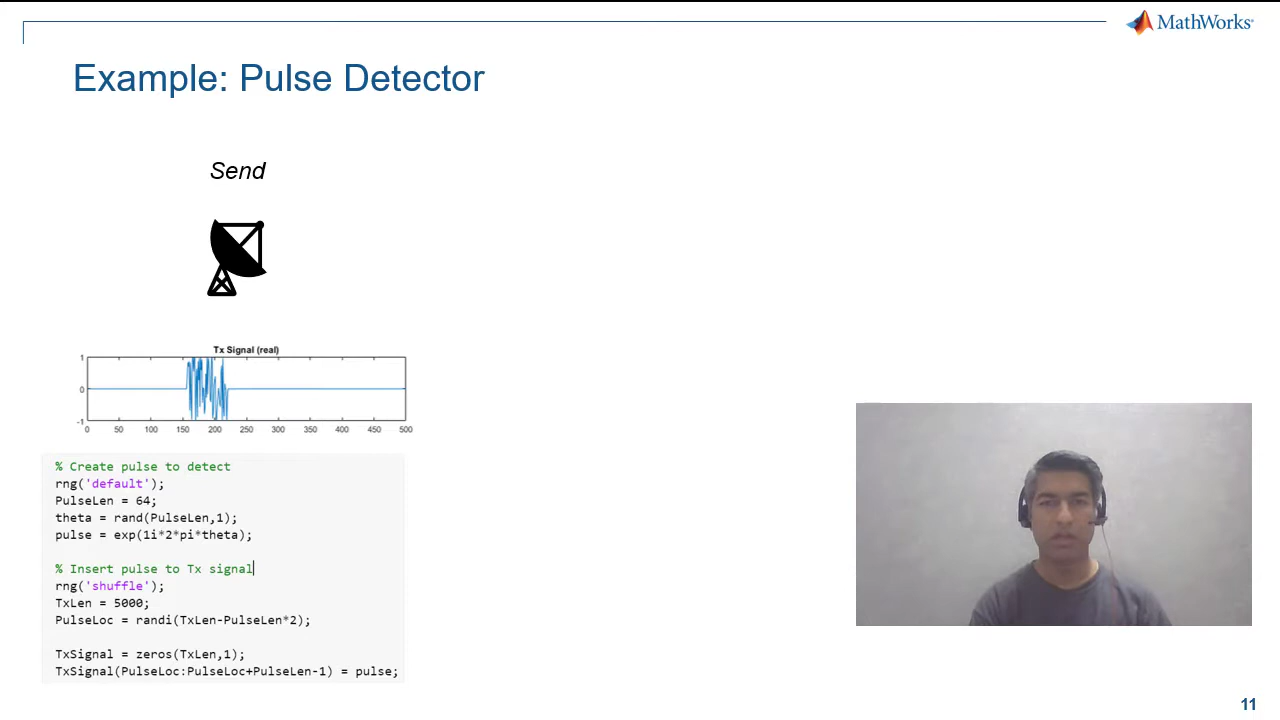 MathWorks®
Example: Pulse Detector
Send
Tx Signal (real)
1
0
-1
0 50 100 150 200 250 300 350 400 450 500
% Create pulse to detect
rng('default');
PulseLen = 64;
theta = rand(PulseLen,1);
pulse = exp(1i*2*pi*theta);
% Insert pulse to Tx signal
rng('shuffle');
TxLen = 5000;
PulseLoc = randi(TxLen-PulseLen*2);
TxSignal = zeros(TxLen,1);
TxSignal(PulseLoc:PulseLoc+PulseLen-1) = pulse;
11